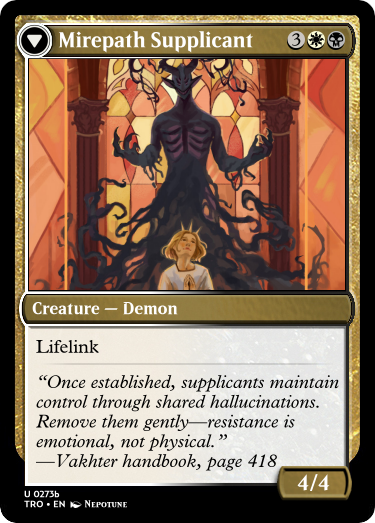 Mirepath Supplicant 3
Creature — Demon
Lifelink
“Once established, supplicants maintain
control through shared hallucinations.
Remove them gently—resistance is
emotional, not physical.”
—Vakhter handbook, page 418
4/4
U 0273b
TRO • EN Nepotune